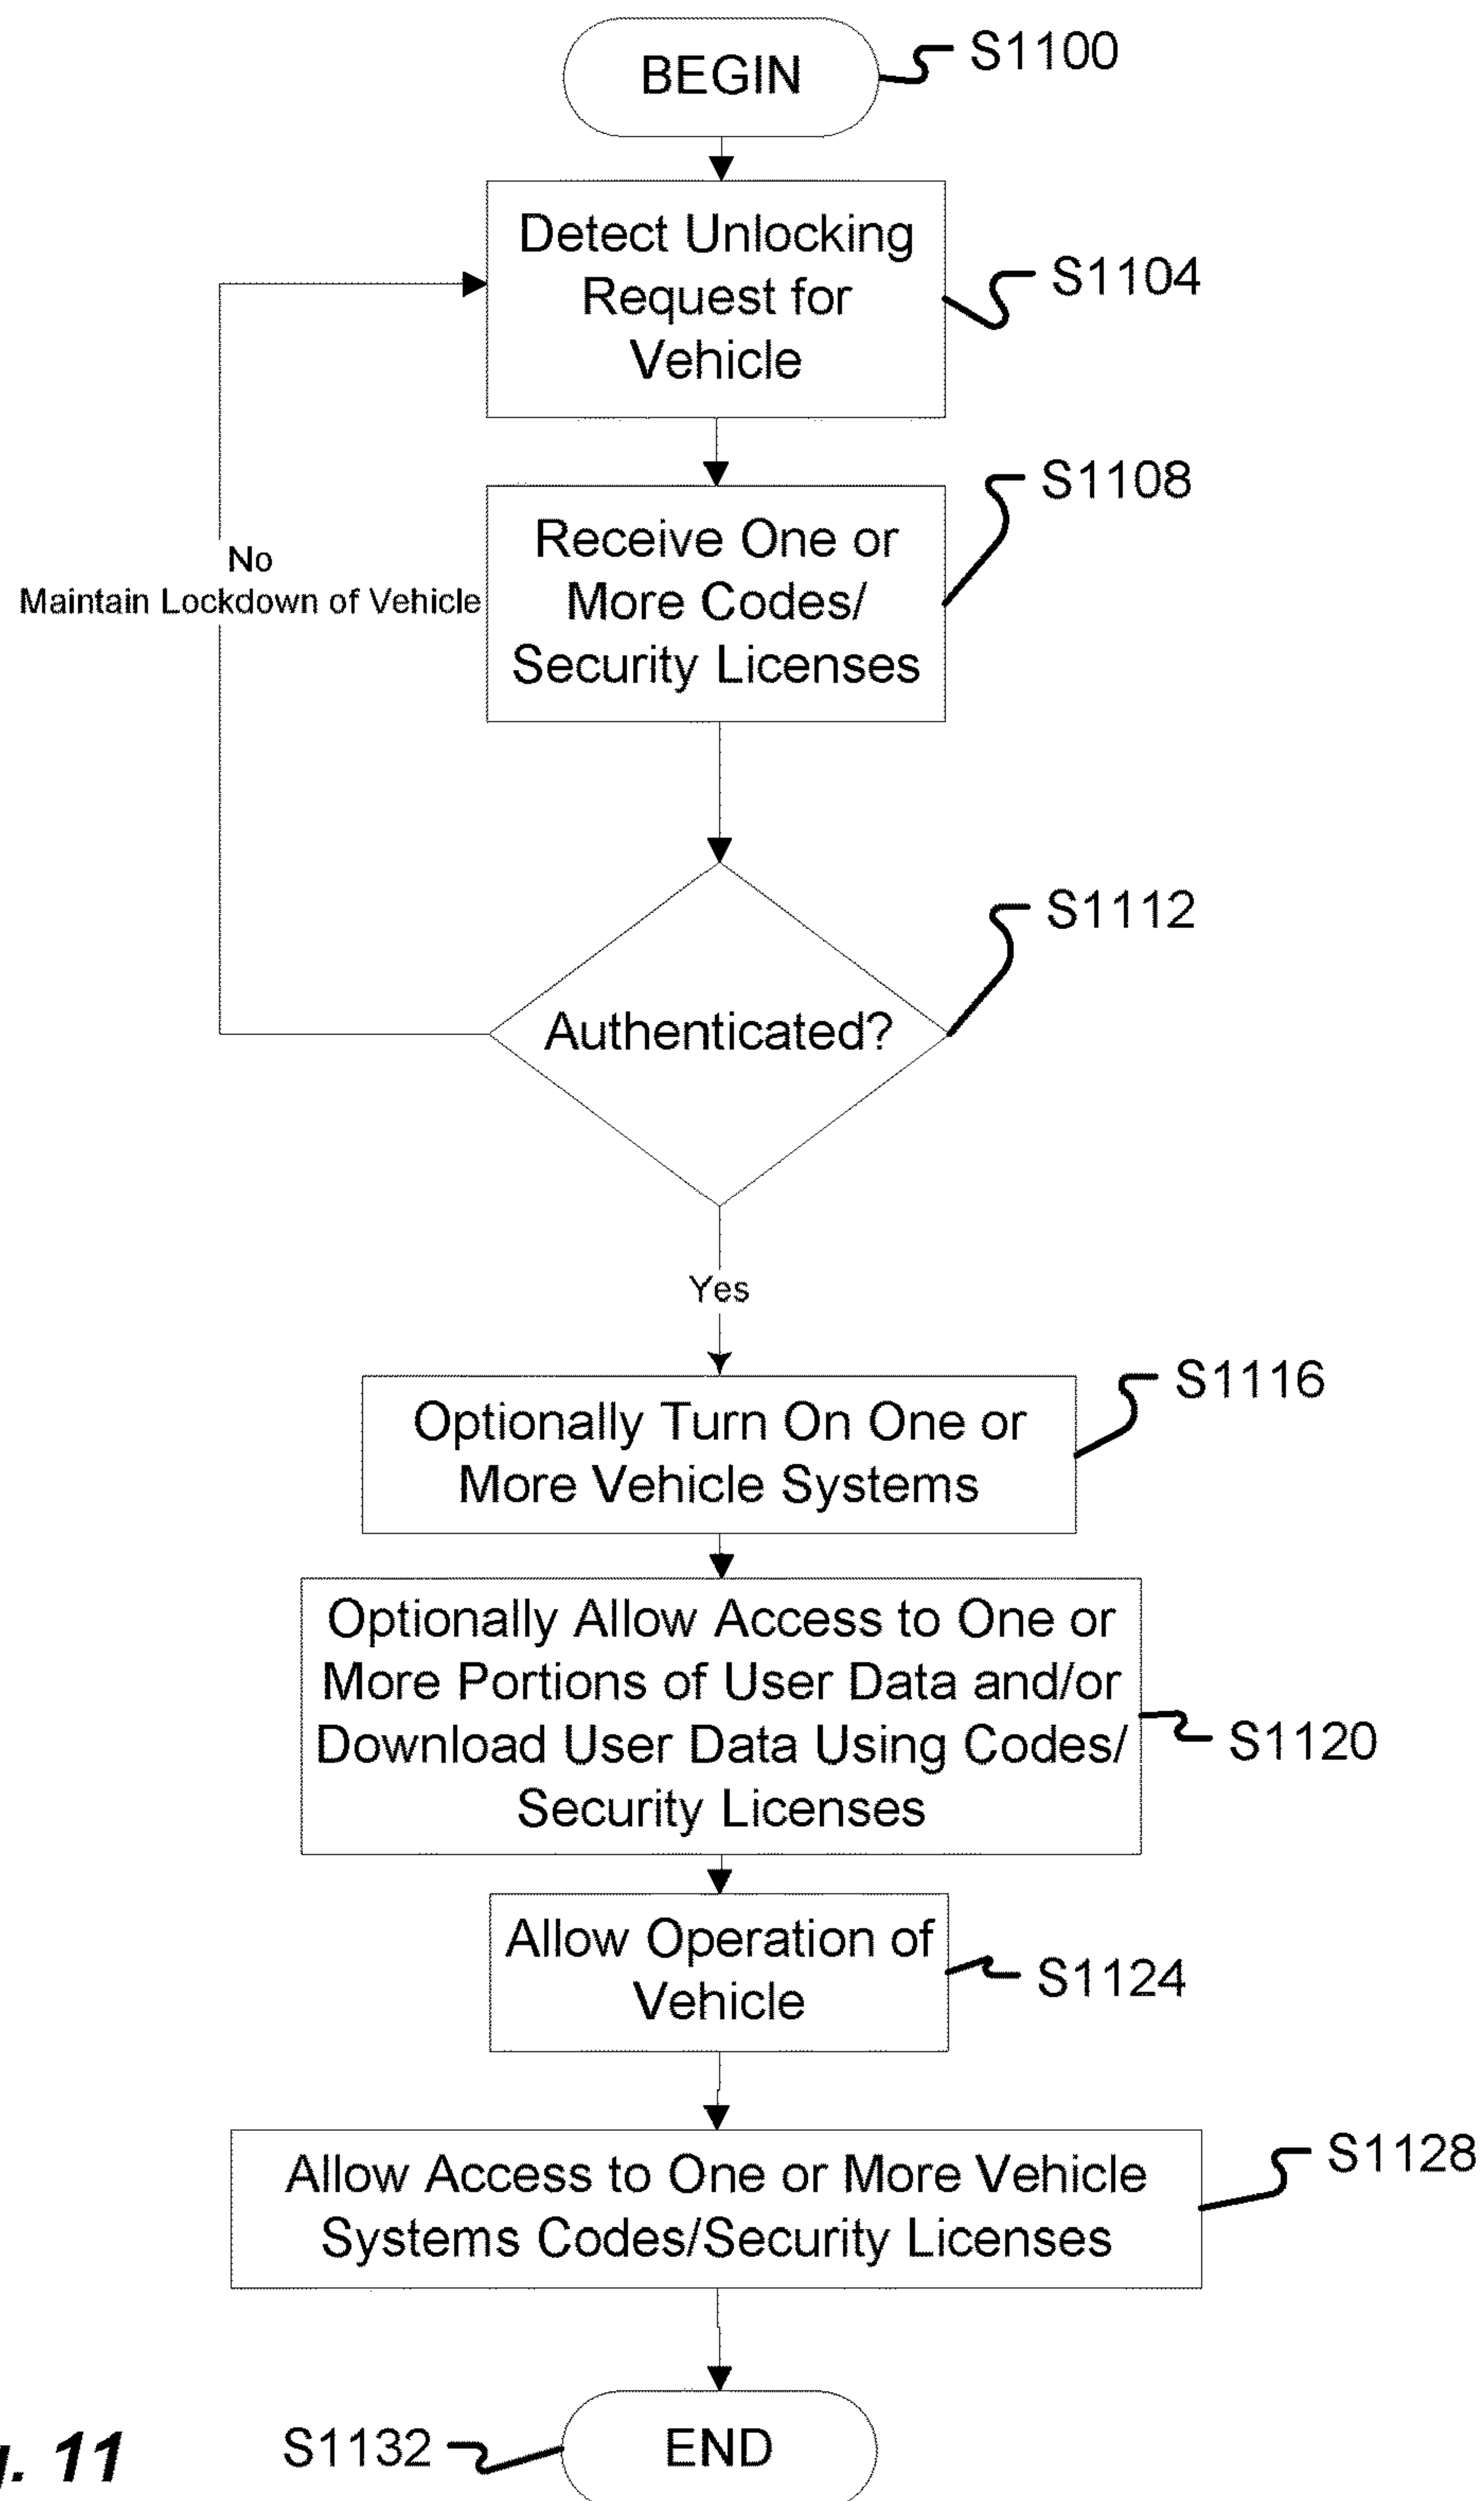 BEGIN
S1100
Detect Unlocking
Request for
Vehicle
S1104
Receive One or
More Codes/
Security Licenses
S1108
No
Maintain Lockdown of Vehicle
Authenticated?
S1112
Yes
Optionally Turn On One or
More Vehicle Systems
S1116
Optionally Allow Access to One or
More Portions of User Data and/or
Download User Data Using Codes/
Security Licenses
S1120
Allow Operation of
Vehicle
S1124
Allow Access to One or More Vehicle
Systems Codes/Security Licenses
S1128
END
S1132
g. 11